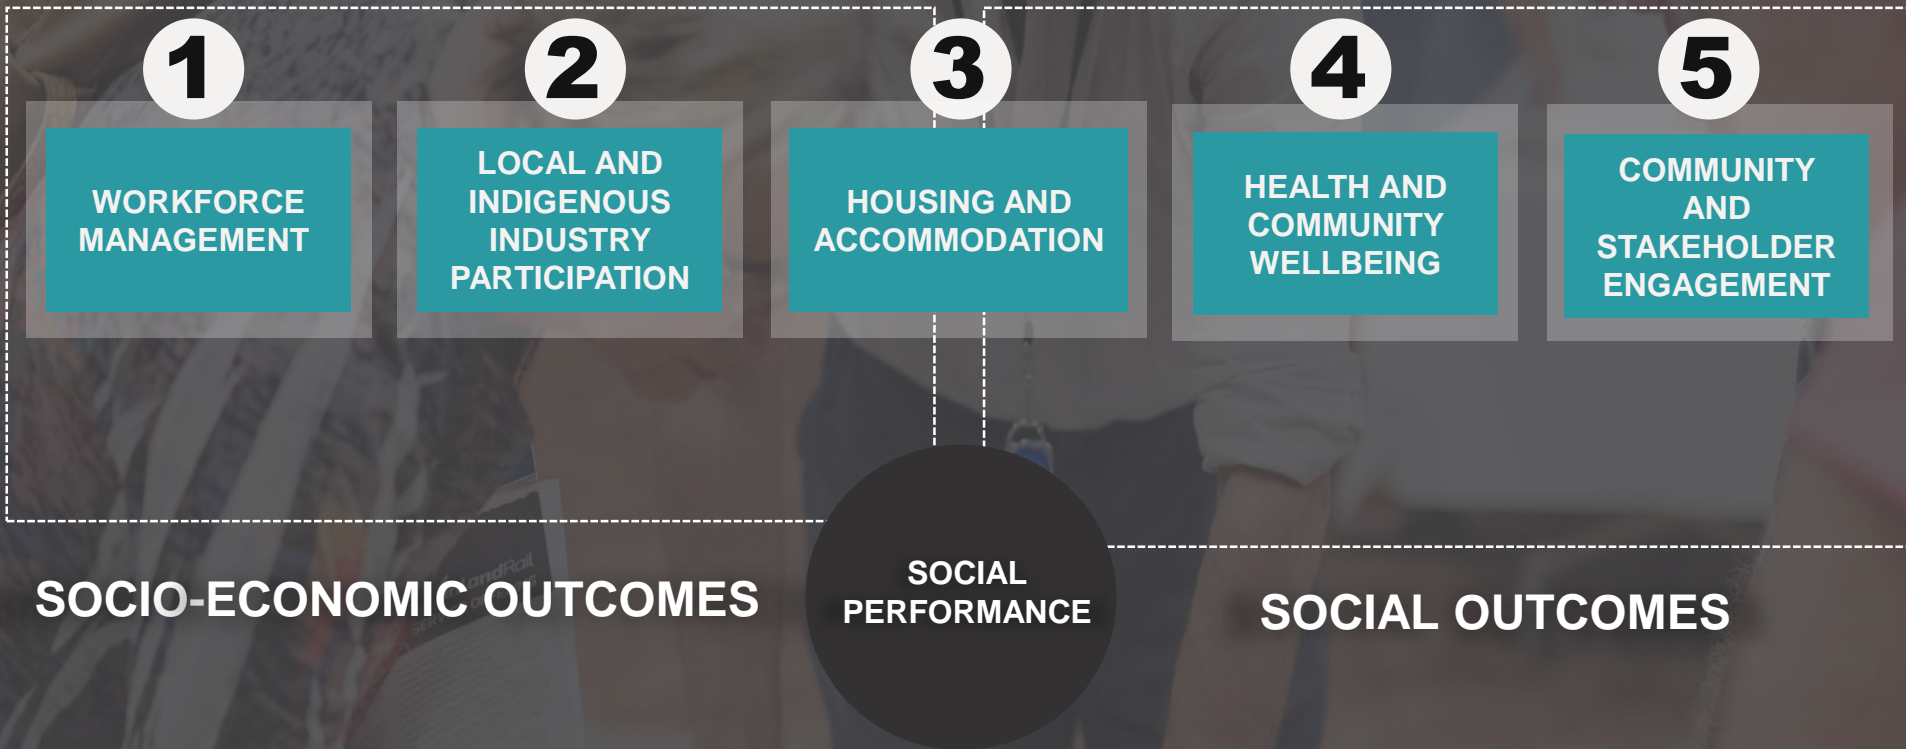 1
2
3
4
5
WORKFORCE
MANAGEMENT
LOCAL AND
INDIGENOUS
INDUSTRY
PARTICIPATION
HOUSING AND
ACCOMMODATION
HEALTH AND
COMMUNITY
WELLBEING
COMMUNITY
AND
STAKEHOLDER
ENGAGEMENT
SOCIO-ECONOMIC OUTCOMES
SOCIAL
PERFORMANCE
SOCIAL OUTCOMES